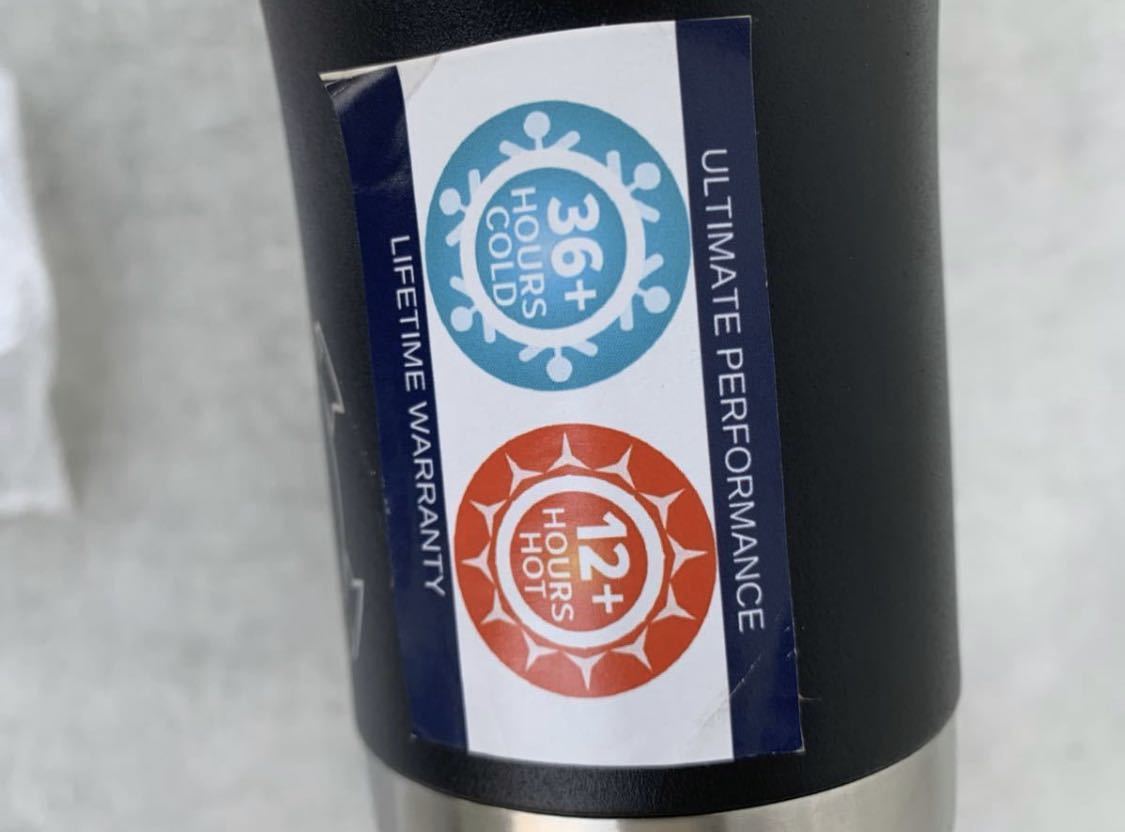 ULTIMATE PERFORMANCE
36+
HOURS
COLD
12+
HOURS
HOT
LIFETIME WARRANTY